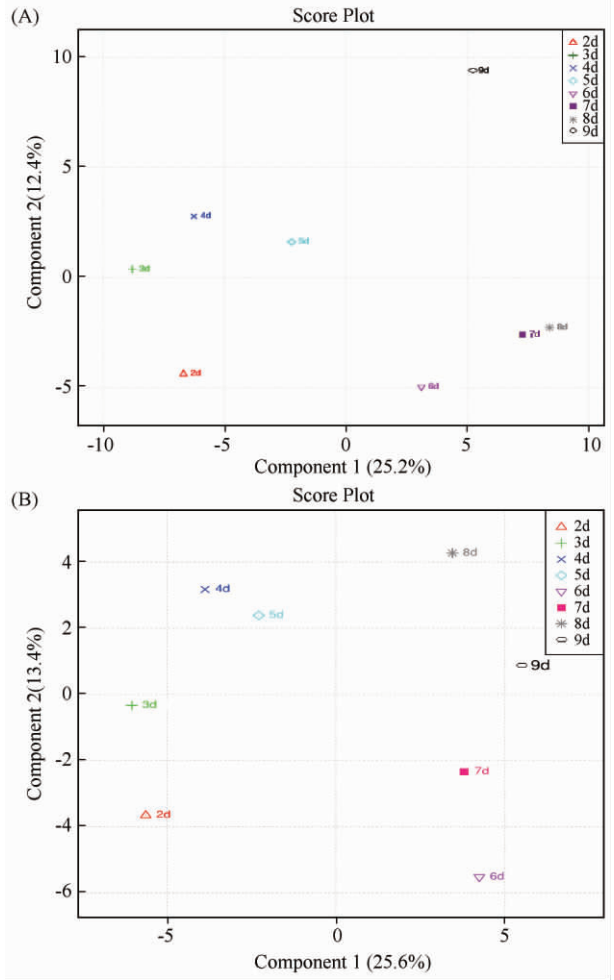 (A)
Score Plot
2d
3d
4d
5d
6d
7d
8d
9d
10
5
0
-5
Component 2(12.4%)
9d
4d
5d
3d
2d
6d
7d
8d
-10
-5
0
5
10
Component 1 (25.2%)
(B)
Score Plot
2d
3d
4d
5d
6d
7d
8d
9d
4
2
0
-2
-4
-6
Component 2(13.4%)
8d
4d
5d
9d
3d
7d
2d
6d
-5
0
5
Component 1 (25.6%)